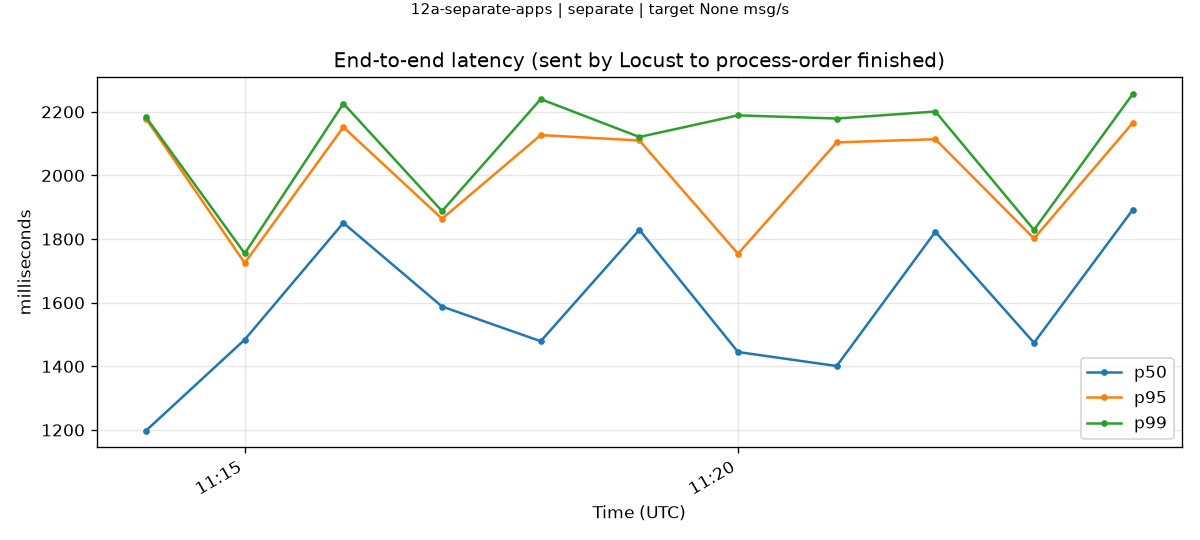 12a-separate-apps | separate | target None msg/s
End-to-end latency (sent by Locust to process-order finished)
milliseconds
2200
2000
1800
1600
1400
1200
p50
p95
p99
11:15
11:20
Time (UTC)